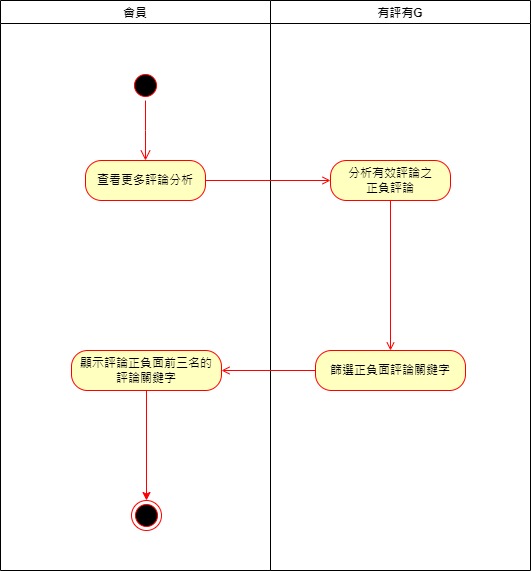 會員
有評有G
查看更多評論分析
分析有效評論之
正負評論
顯示評論正負面前三名的
評論關鍵字
篩選正負面評論關鍵字